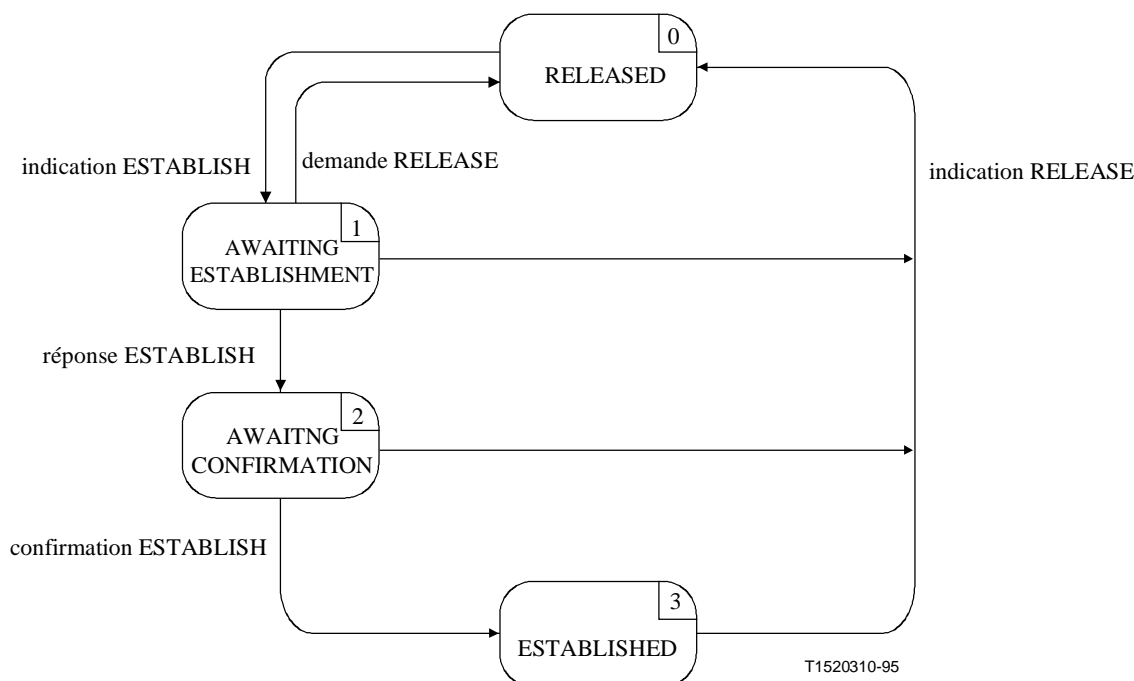 0
RELEASED
indication ESTABLISH
demande RELEASE
indication RELEASE
1
AWAITING
ESTABLISHMENT
réponse ESTABLISH
2
AWAITNG
CONFIRMATION
confirmation ESTABLISH
3
ESTABLISHED
T1520310-95